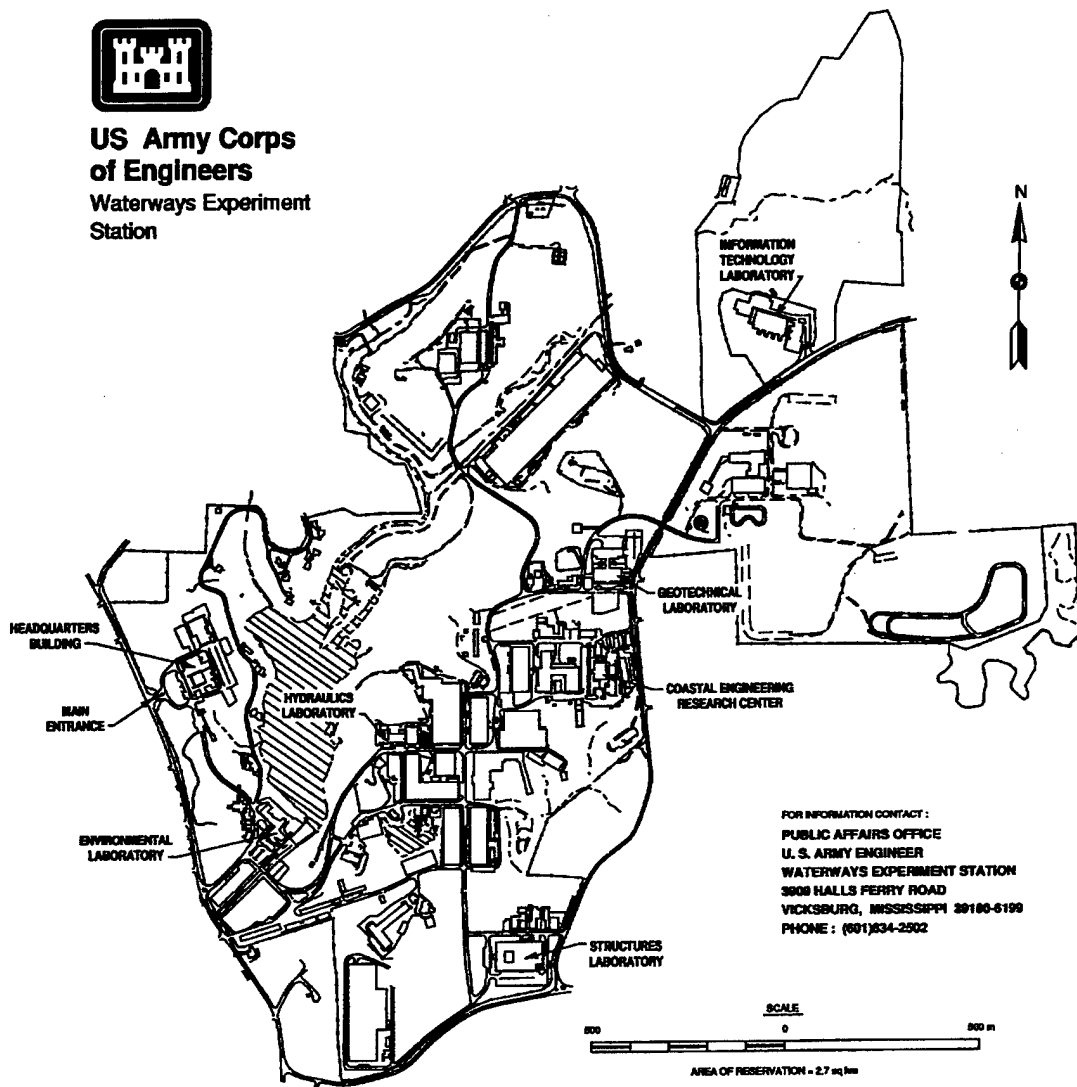 US Army Corps
of Engineers
Waterways Experiment
Station
N
INFORMATION
TECHNOLOGY
LABORATORY
GEOTECHNICAL
LABORATORY
HEADQUARTERS
BUILDING
MAIN
ENTRANCE
HYDRAULICS
LABORATORY
COASTAL ENGINEERING
RESEARCH CENTER
ENVIRONMENTAL
LABORATORY
STRUCTURES
LABORATORY
FOR INFORMATION CONTACT :
PUBLIC AFFAIRS OFFICE
U. S. ARMY ENGINEER
WATERWAYS EXPERIMENT STATION
3909 HALLS FERRY ROAD
VICKSBURG, MISSISSIPPI 39180-6199
PHONE : (601)634-2502
SCALE
500 0 500 m
AREA OF RESERVATION = 2.7 sq km